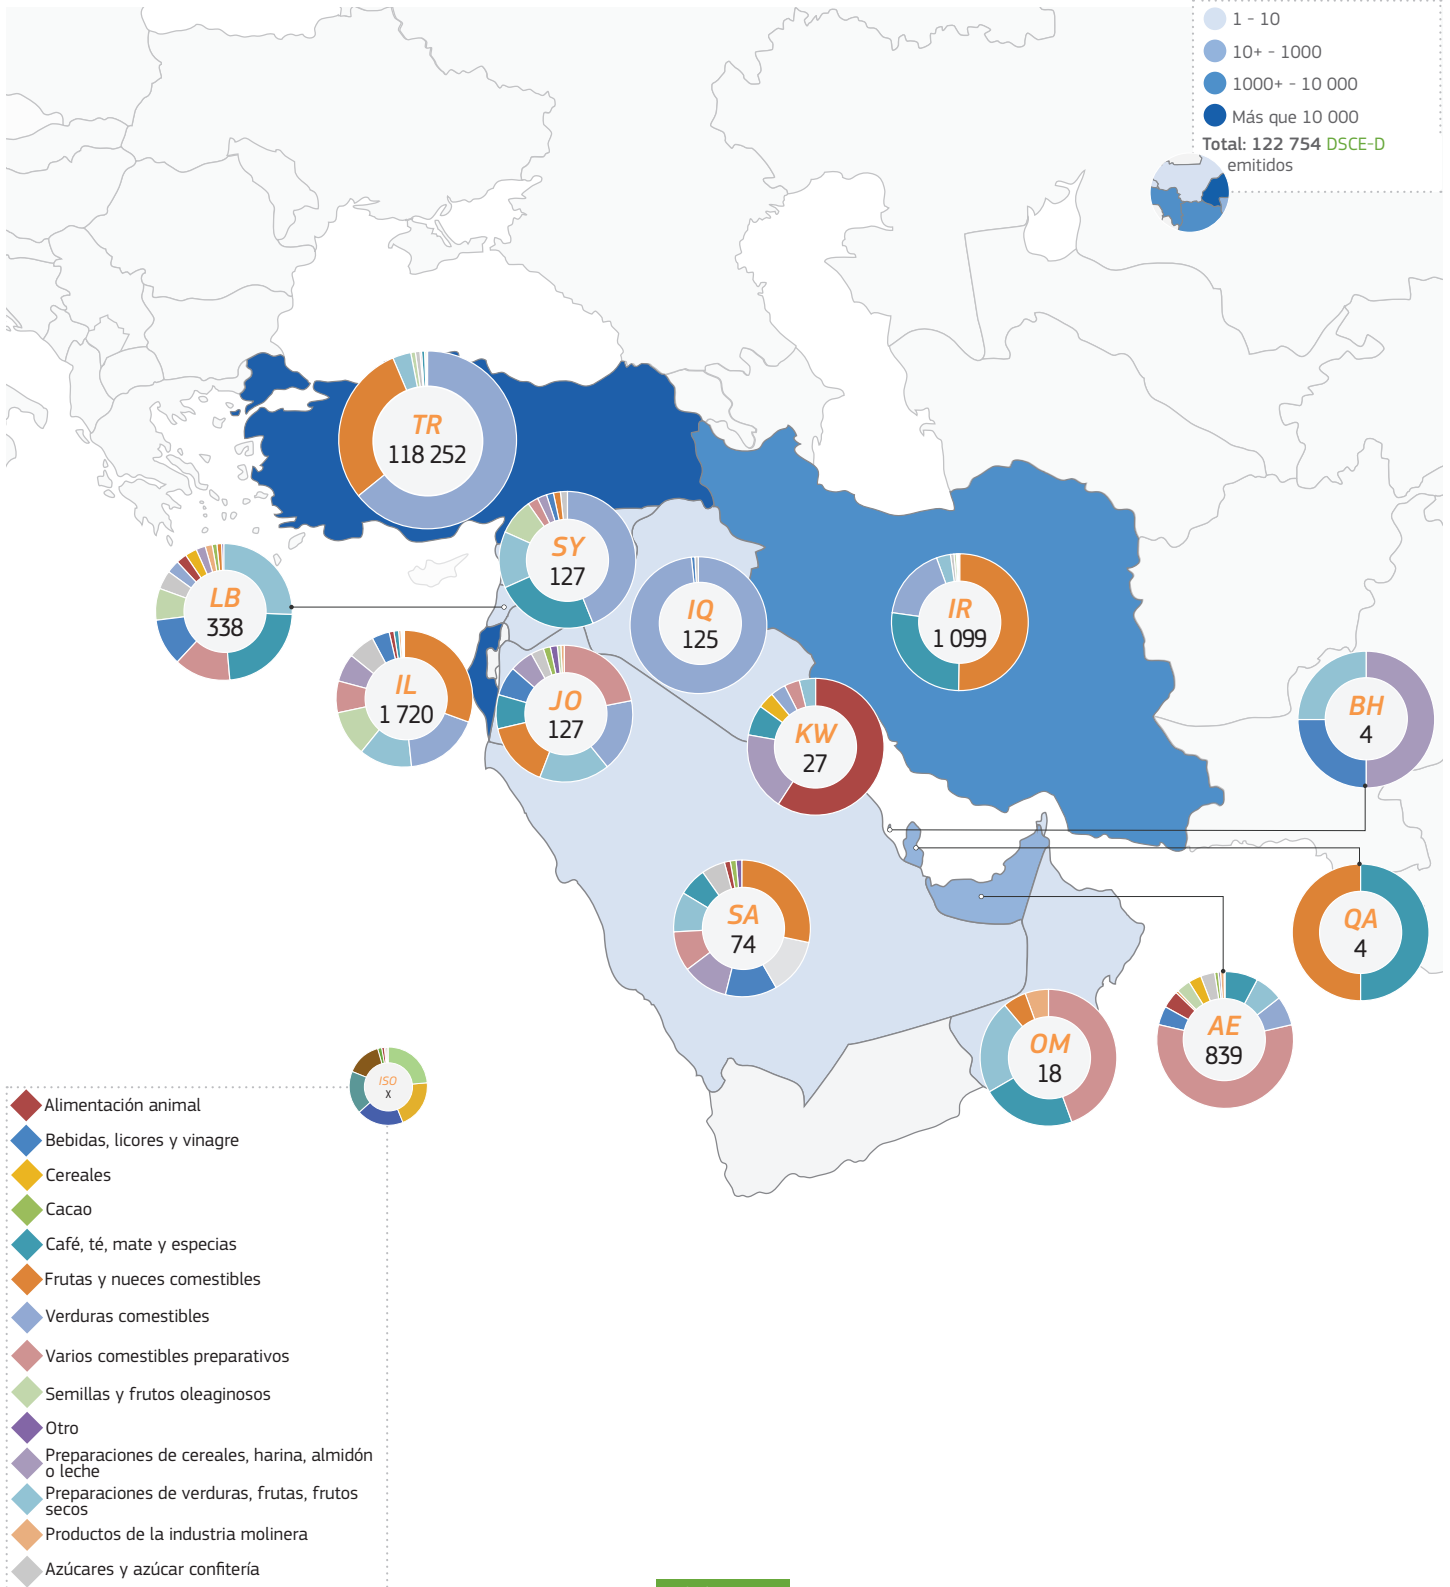 1 - 10
10+ - 1000
1000+ - 10 000
Más que 10 000
Total: 122 754 DSCE-D
emitidos
TR
118 252
SY
127
LB
338
IQ
125
IR
1 099
IL
1 720
JO
127
KW
27
BH
4
SA
74
QA
4
AE
839
OM
18
ISO
x
Alimentación animal
Bebidas, licores y vinagre
Cereales
Cacao
Café, té, mate y especias
Frutas y nueces comestibles
Verduras comestibles
Varios comestibles preparativos
Semillas y frutos oleaginosos
Otro
Preparaciones de cereales, harina, almidón
o leche
Preparaciones de verduras, frutas, frutos
secos
Productos de la industria molinera
Azúcares y azúcar confitería